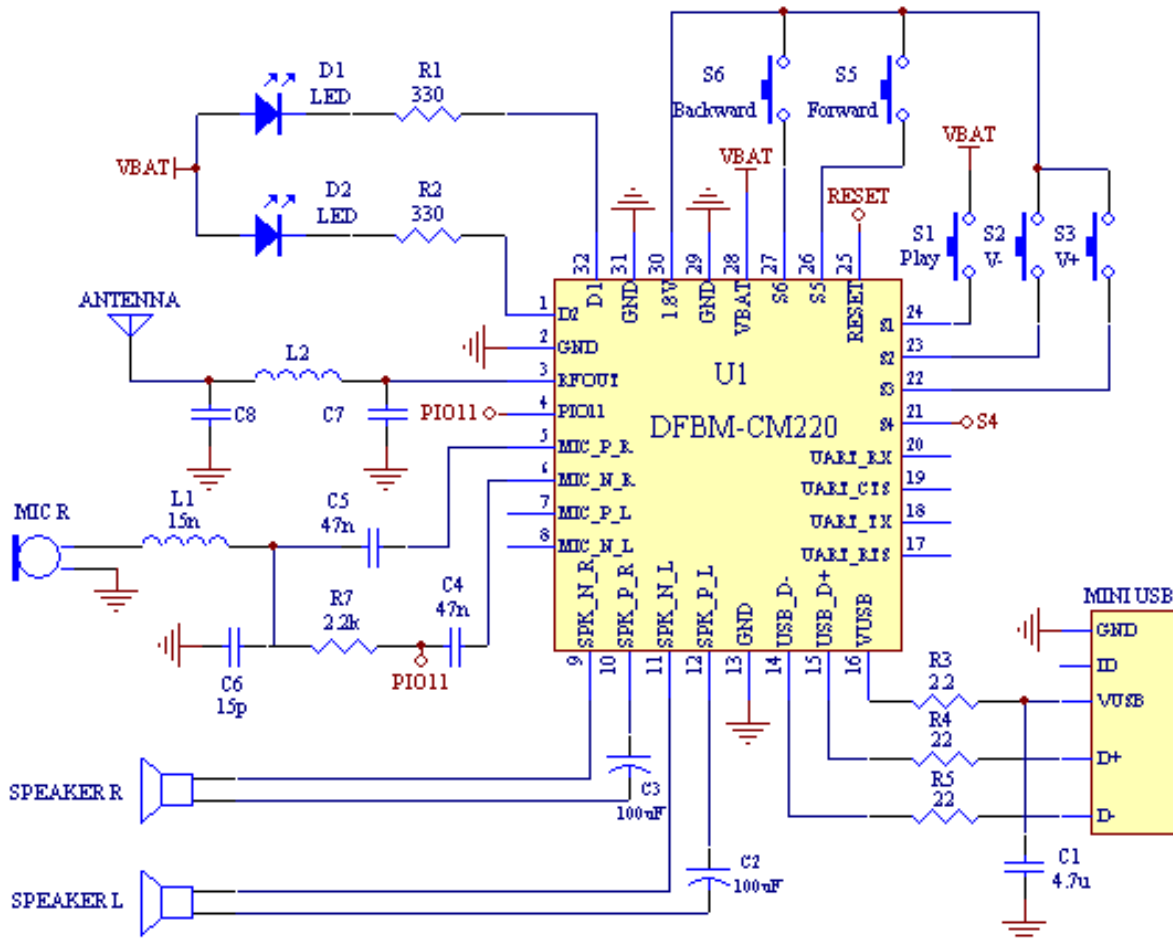 D1
LED
R1
330
VBAT
D2
LED
R2
330
S6
Backward
S5
Forward
VBAT
VBAT
RESET
S1
Play
S2
V-
S3
V+
32
31
30
29
28
27
26
25
D1
GND
1.8V
GND
VBAT
S6
S5
RESET
ANTENNA
L2
C8
C7
PIO11
1
D2
2
GND
3
RFOUT
4
PIO11
5
MIC_P_R
6
MIC_N_R
7
MIC_P_L
8
MIC_N_L
U1
DFBM-CM220
S1
24
S2
23
S3
22
S4
21
S4
UART_RX
20
UART_CTS
19
UART_TX
18
UART_RTS
17
MIC R
L1
15n
C5
47n
R7
2.2k
C4
47n
C6
15p
PIO11
SPK_N_R
SPK_P_R
SPK_N_L
SPK_P_L
GND
USB_D-
USB_D+
VUSB
9
10
11
12
13
14
15
16
MINI USB
GND
ID
VUSB
D+
D-
R3
2.2
R4
22
R5
22
C1
4.7u
SPEAKER R
C3
100uF
SPEAKER L
C2
100uF